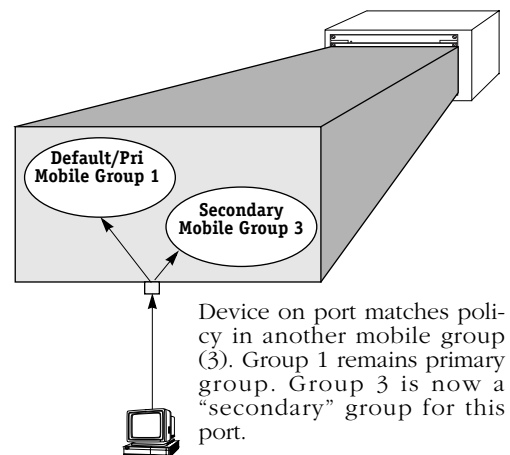 Default/Pri
Mobile Group 1
Secondary
Mobile Group 3
Device on port matches poli-
cy in another mobile group
(3). Group 1 remains primary
group. Group 3 is now a
“secondary” group for this
port.